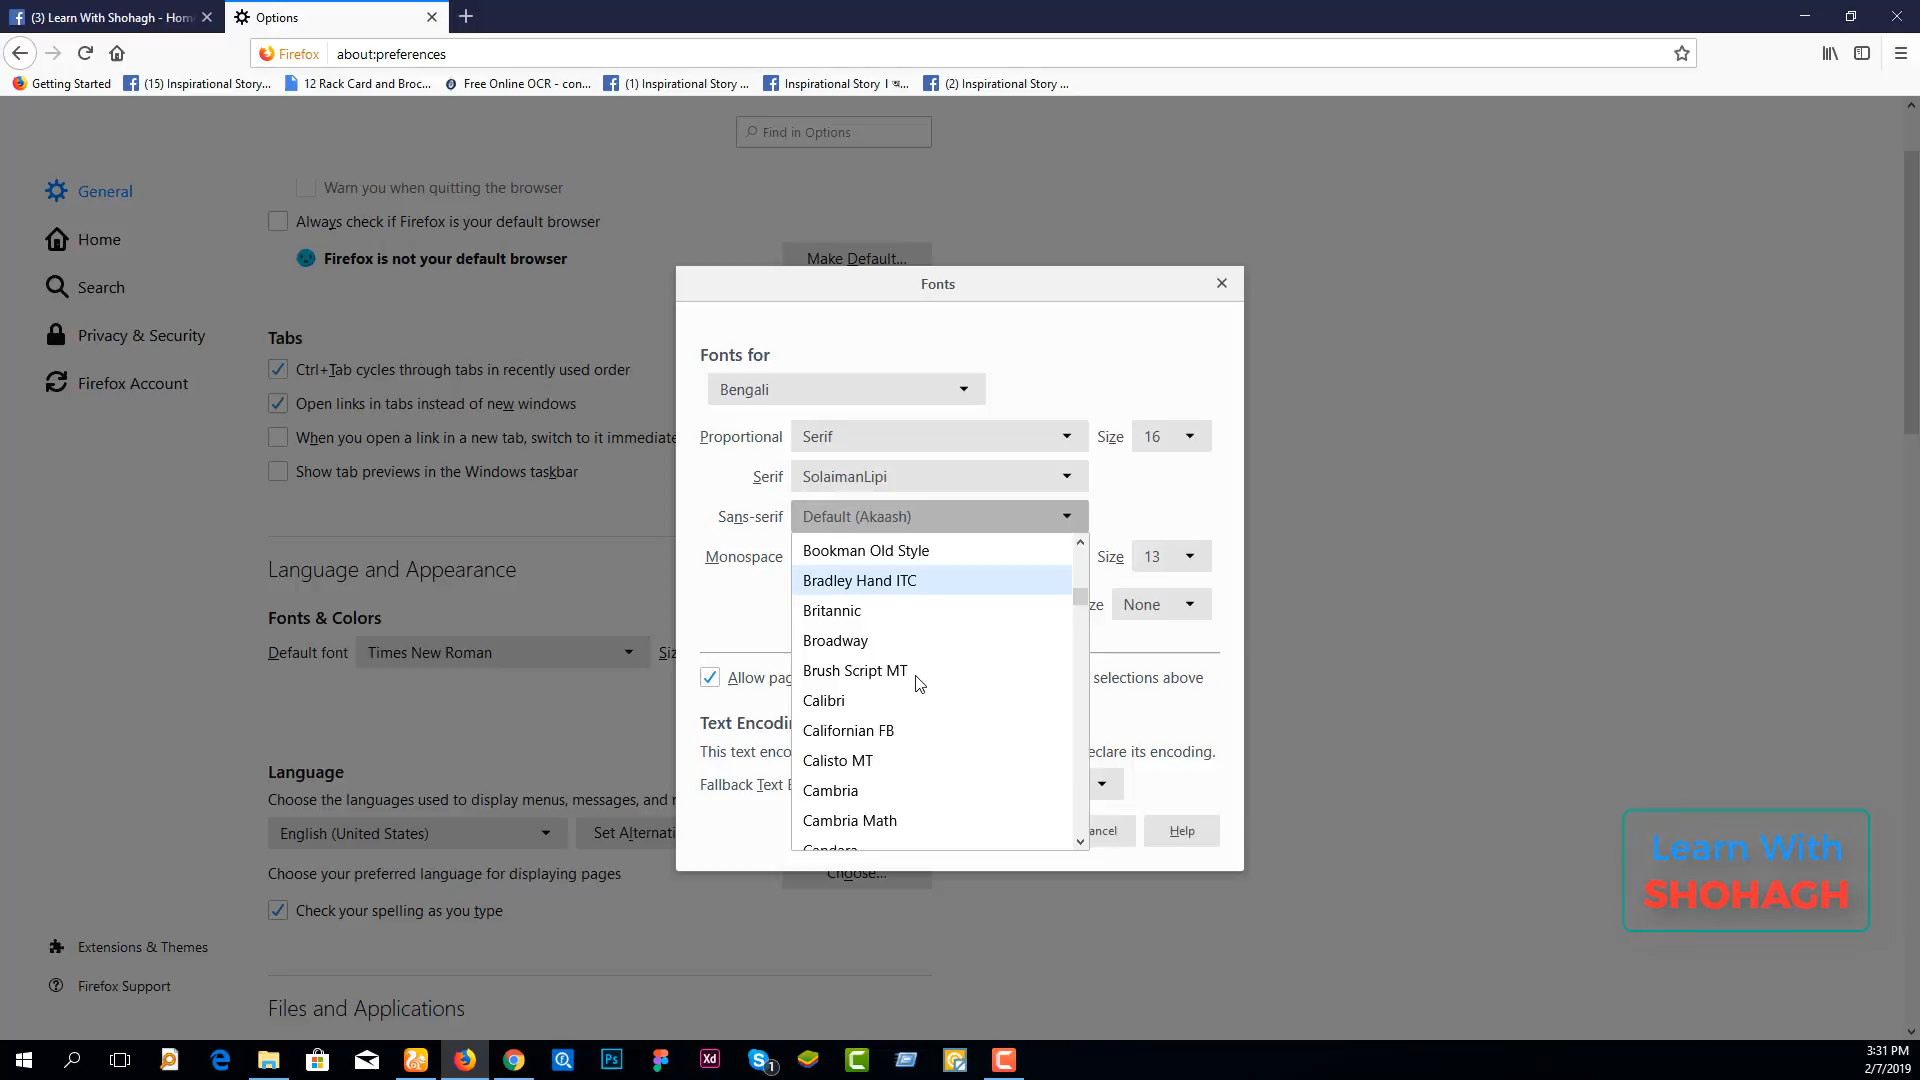 (3) Learn With Shohagh - Hom
Options
Firefox
about:preferences
Getting Started
(15) Inspirational Story...
12 Rack Card and Broc...
Free Online OCR - con...
(1) Inspirational Story ...
Inspirational Story । অ...
(2) Inspirational Story ...
Find in Options
General
Home
Search
Privacy & Security
Firefox Account
Extensions & Themes
Firefox Support
Warn you when quitting the browser
Always check if Firefox is your default browser
Firefox is not your default browser
Make Default...
Tabs
Ctrl+Tab cycles through tabs in recently used order
Open links in tabs instead of new windows
When you open a link in a new tab, switch to it immediate
Show tab previews in the Windows taskbar
Language and Appearance
Fonts & Colors
Default font
Times New Roman
Siz
Language
Choose the languages used to display menus, messages, and n
English (United States)
Set Alternati
Choose your preferred language for displaying pages
Choose...
Check your spelling as you type
Files and Applications
Fonts
Fonts for
Bengali
Proportional
Serif
Size
16
Serif
SolaimanLipi
Sans-serif
Default (Akaash)
Monospace
Size
13
ze
None
Bookman Old Style
Bradley Hand ITC
Britannic
Broadway
Brush Script MT
Calibri
Californian FB
Calisto MT
Cambria
Cambria Math
Candara
Allow pag
selections above
Text Encodi
This text enco
eclare its encoding.
Fallback Text E
ancel
Help
Learn With
SHOHAGH
Ps
Xd
1
3:31 PM
2/7/2019